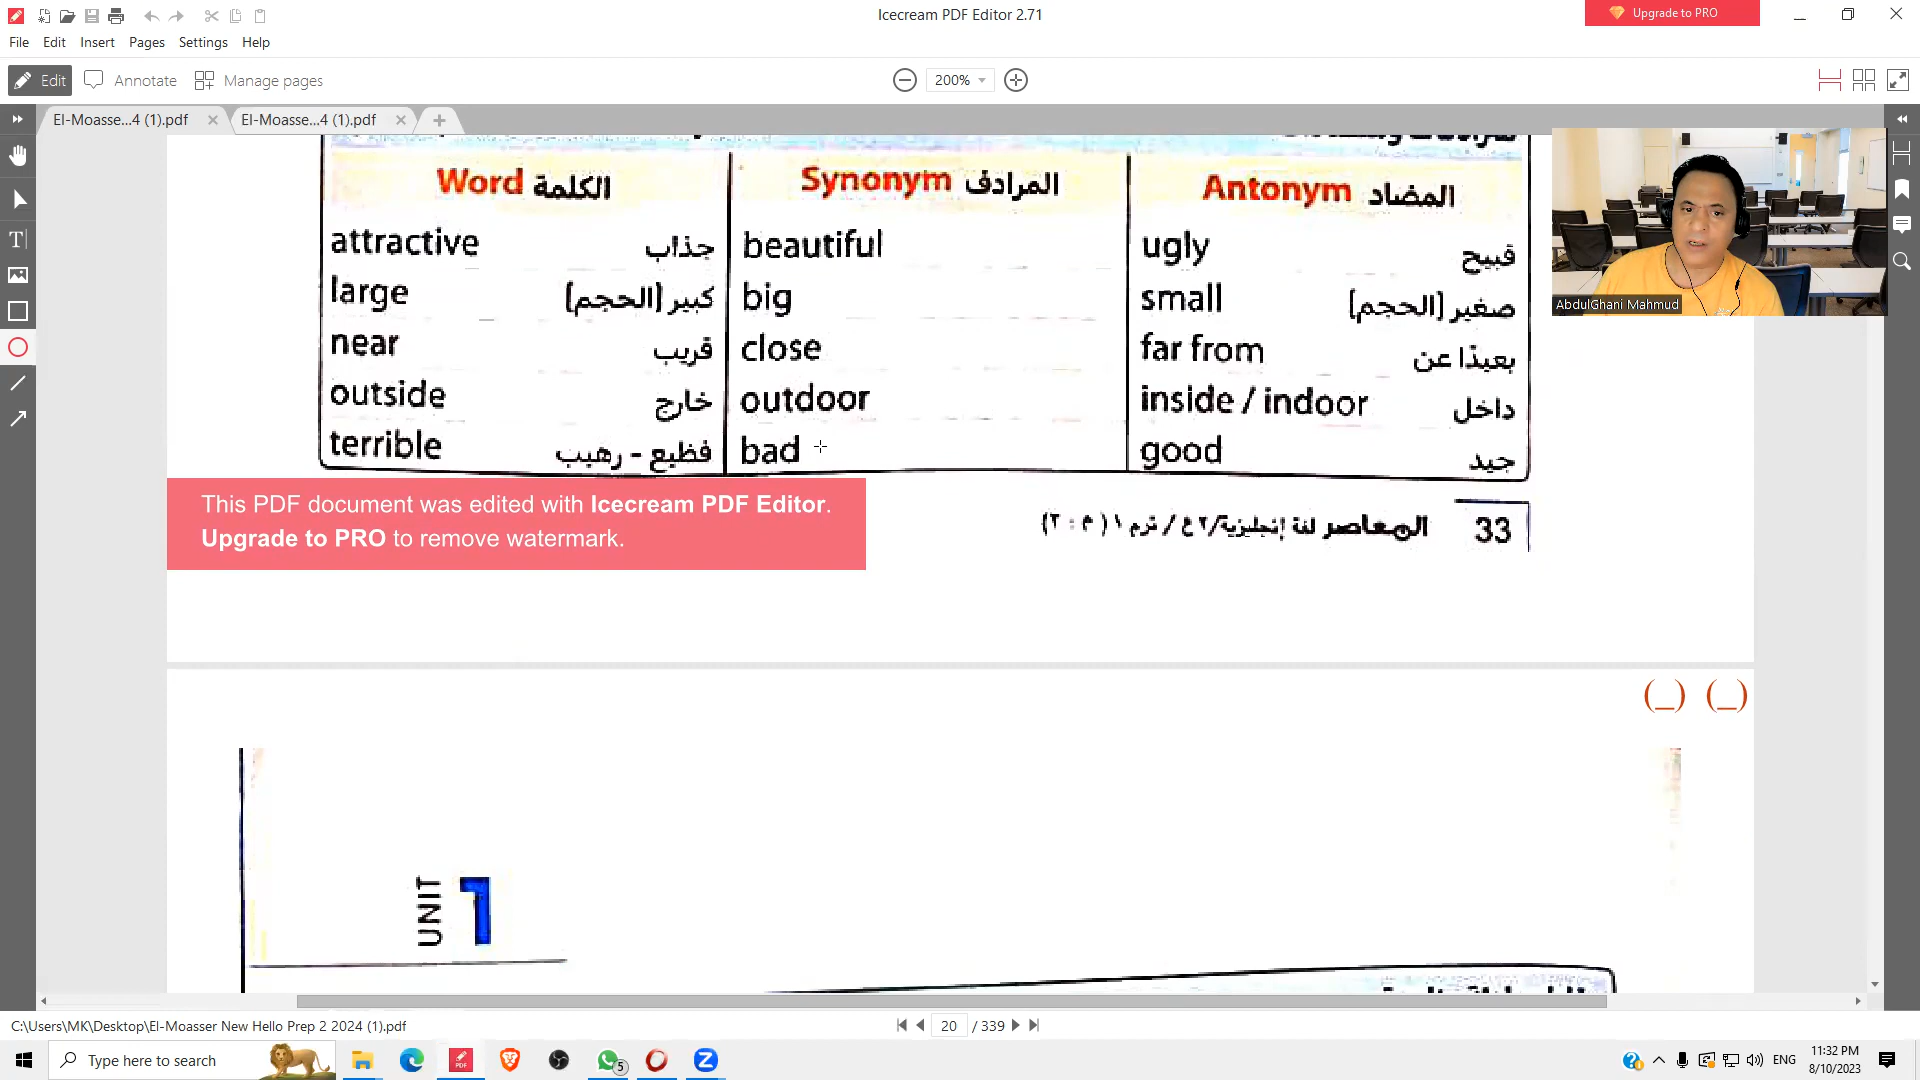 Icecream PDF Editor 2.71
Upgrade to PRO
File Edit Insert Pages Settings Help
Edit Annotate Manage pages
200%
El-Moasse...4 (1).pdf
El-Moasse...4 (1).pdf
Word الكلمة Synonym المرادف Antonym المضاد
attractive جذاب beautiful ugly قبيح
large كبير (الحجم) big small صغير (الحجم)
near قريب close far from بعيدًا عن
outside خارج outdoor inside / indoor داخل
terrible فظيع - رهيب bad good جيد
AbdulGhani Mahmud
This PDF document was edited with Icecream PDF Editor.
Upgrade to PRO to remove watermark.
المعاصر لغة إنجليزية/٢ع / ترم ١ (م : ٢) 33
(_) (_)
UNIT 1
C:\Users\MK\Desktop\El-Moasser New Hello Prep 2 2024 (1).pdf
20 / 339
Type here to search
PDF
5
ENG
11:32 PM
8/10/2023